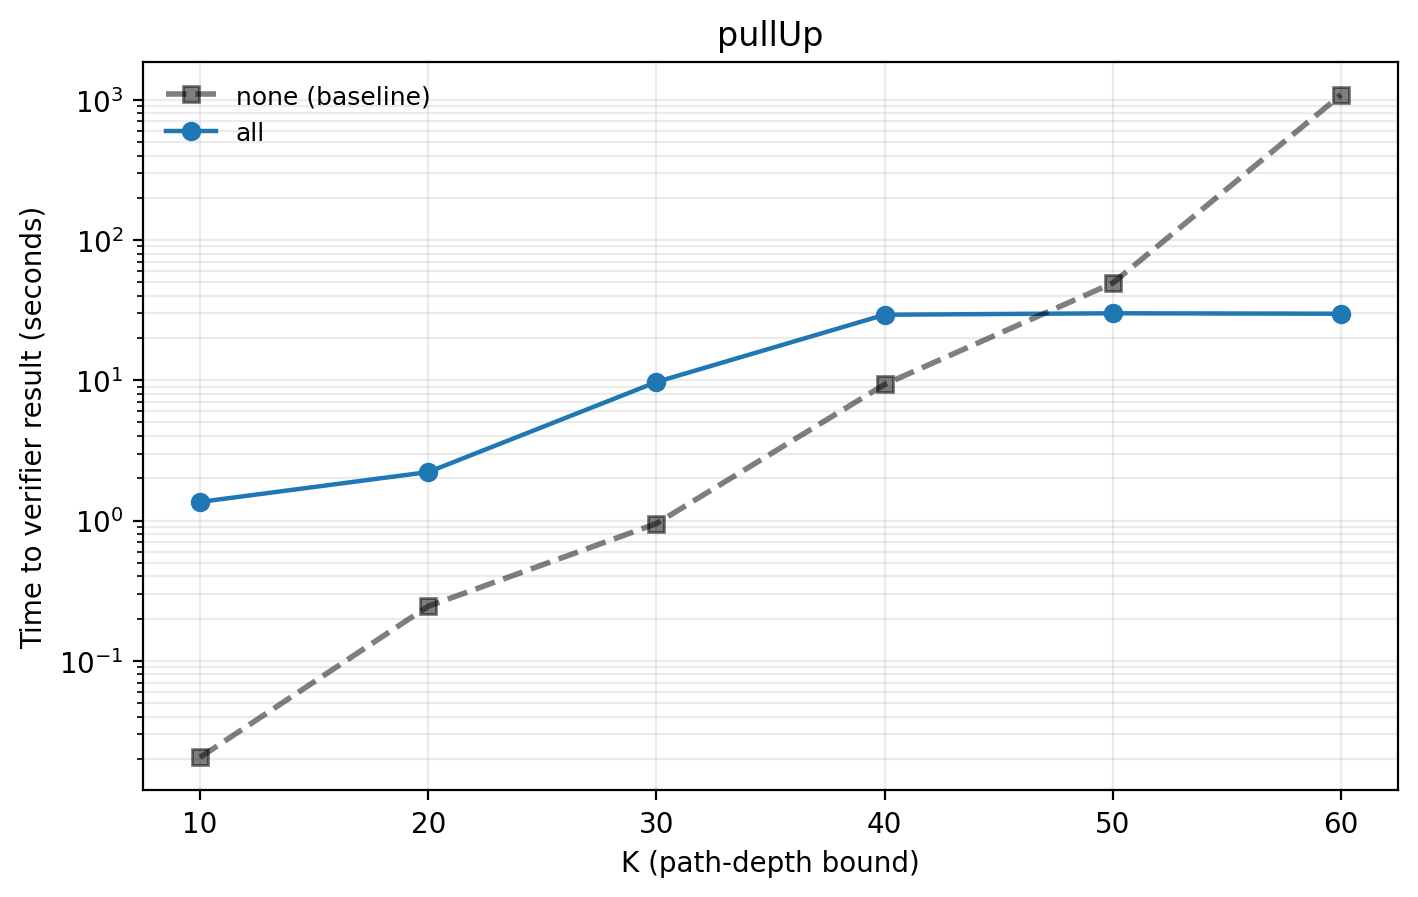 pullUp
none (baseline)
all
Time to verifier result (seconds)
10³
10²
10¹
10⁰
10⁻¹
10 20 30 40 50 60
K (path-depth bound)